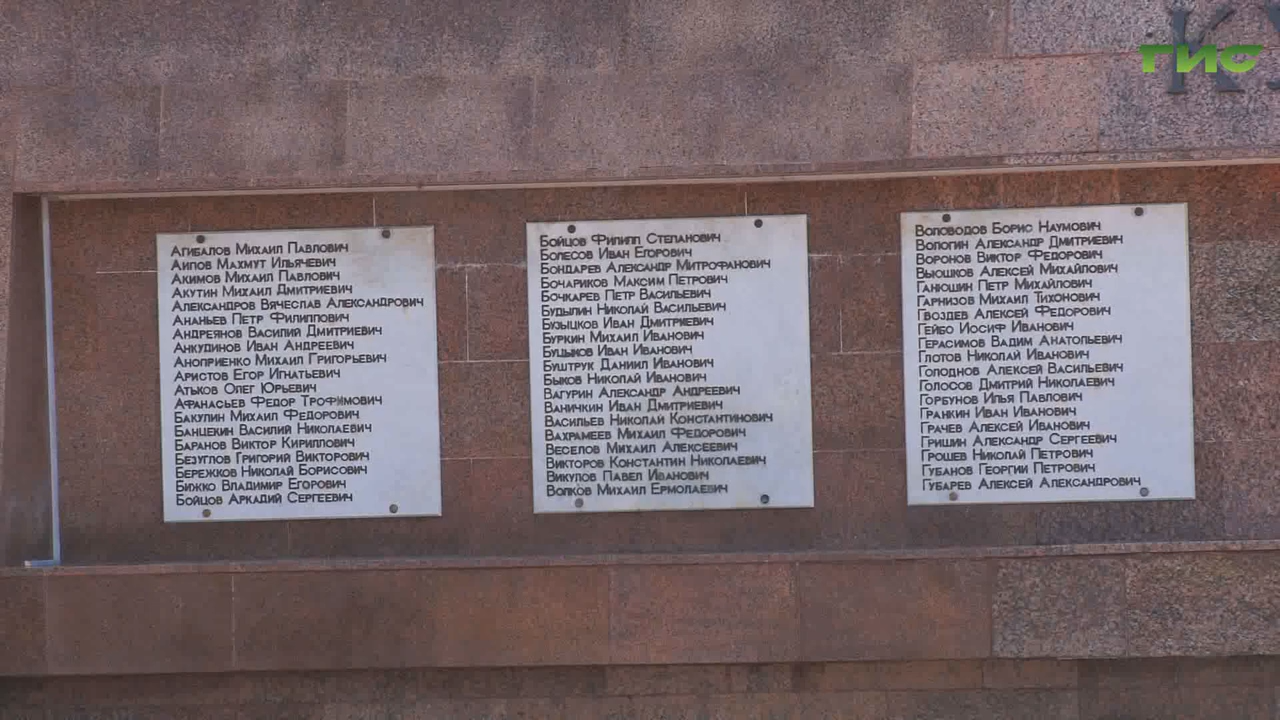 ГИС
КУ
Агибалов Михаил Павлович
Аипов Махмут Ильячевич
Акимов Михаил Павлович
Акутин Михаил Дмитриевич
Александров Вячеслав Александрович
Ананьев Петр Филиппович
Андреянов Василий Дмитриевич
Анкудинов Иван Андреевич
Аноприенко Михаил Григорьевич
Аристов Егор Игнатьевич
Атьков Олег Юрьевич
Афанасьев Федор Трофимович
Бакулин Михаил Федорович
Банцекин Василий Николаевич
Баранов Виктор Кириллович
Безуглов Григорий Викторович
Бережков Николай Борисович
Бижко Владимир Егорович
Бойцов Аркадий Сергеевич
Бойцов Филипп Степанович
Болесов Иван Егорович
Бондарев Александр Митрофанович
Бочариков Максим Петрович
Бочкарев Петр Васильевич
Будылин Николай Васильевич
Бузыцков Иван Дмитриевич
Буркин Михаил Иванович
Буцыков Иван Иванович
Буштрук Даниил Иванович
Быков Николай Иванович
Вагурин Александр Андреевич
Ваничкин Иван Дмитриевич
Васильев Николай Константинович
Вахрамеев Михаил Федорович
Веселов Михаил Алексеевич
Викторов Константин Николаевич
Викулов Павел Иванович
Волков Михаил Ермолаевич
Воловодов Борис Наумович
Вологин Александр Дмитриевич
Воронов Виктор Федорович
Вьюшков Алексей Михайлович
Ганюшин Петр Михайлович
Гарнизов Михаил Тихонович
Гвоздев Алексей Федорович
Гейбо Иосиф Иванович
Герасимов Вадим Анатольевич
Глотов Николай Иванович
Голоднов Алексей Васильевич
Голосов Дмитрий Николаевич
Горбунов Илья Павлович
Гранкин Иван Иванович
Грачев Алексей Иванович
Гришин Александр Сергеевич
Грошев Николай Петрович
Губанов Георгий Петрович
Губарев Алексей Александрович